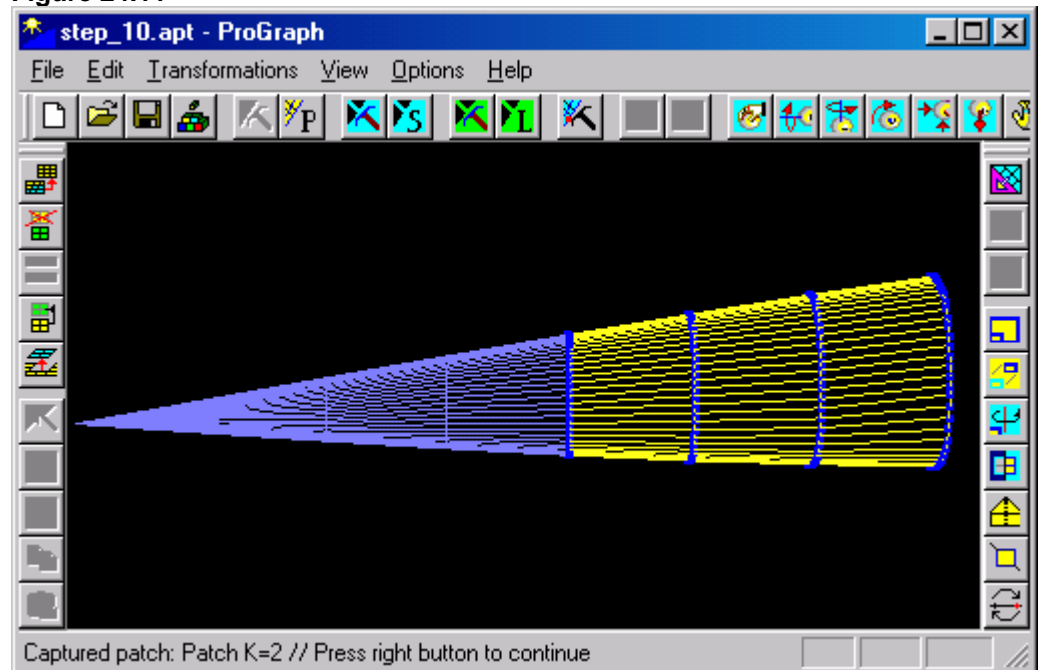 step_10.apt - ProGraph
File Edit Transformations View Options Help
P S L
Captured patch: Patch K=2 // Press right button to continue